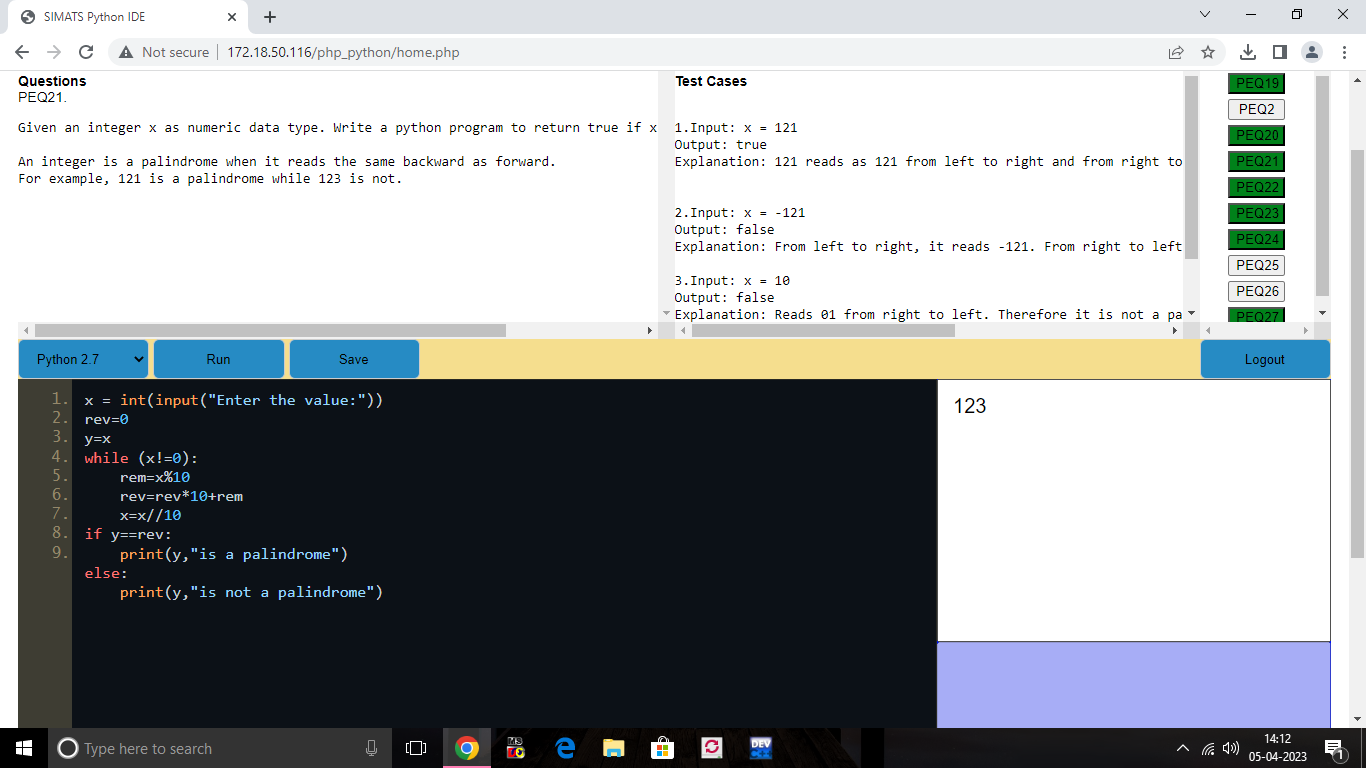 SIMATS Python IDE
Not secure
172.18.50.116/php_python/home.php
Questions
PEQ21.
Given an integer x as numeric data type. Write a python program to return true if x
An integer is a palindrome when it reads the same backward as forward.
For example, 121 is a palindrome while 123 is not.
Test Cases
1.Input: x = 121
Output: true
Explanation: 121 reads as 121 from left to right and from right to
2.Input: x = -121
Output: false
Explanation: From left to right, it reads -121. From right to left
3.Input: x = 10
Output: false
Explanation: Reads 01 from right to left. Therefore it is not a pa
PEQ19
PEQ2
PEQ20
PEQ21
PEQ22
PEQ23
PEQ24
PEQ25
PEQ26
PEQ27
Python 2.7
Run
Save
Logout
1. x = int(input("Enter the value:"))
2. rev=0
3. y=x
4. while (x!=0):
5. rem=x%10
6. rev=rev*10+rem
7. x=x//10
8. if y==rev:
9. print(y,"is a palindrome")
else:
print(y,"is not a palindrome")
123
Type here to search
MS
DEV
14:12
05-04-2023
1